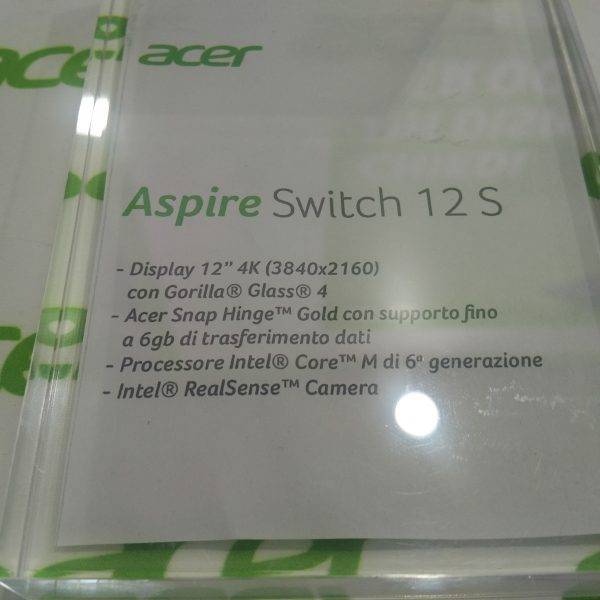 acer
Aspire Switch 12 S
- Display 12” 4K (3840x2160)
con Gorilla® Glass® 4
- Acer Snap Hinge™ Gold con supporto fino
a 6gb di trasferimento dati
- Processore Intel® Core™ M di 6ª generazione
- Intel® RealSense™ Camera